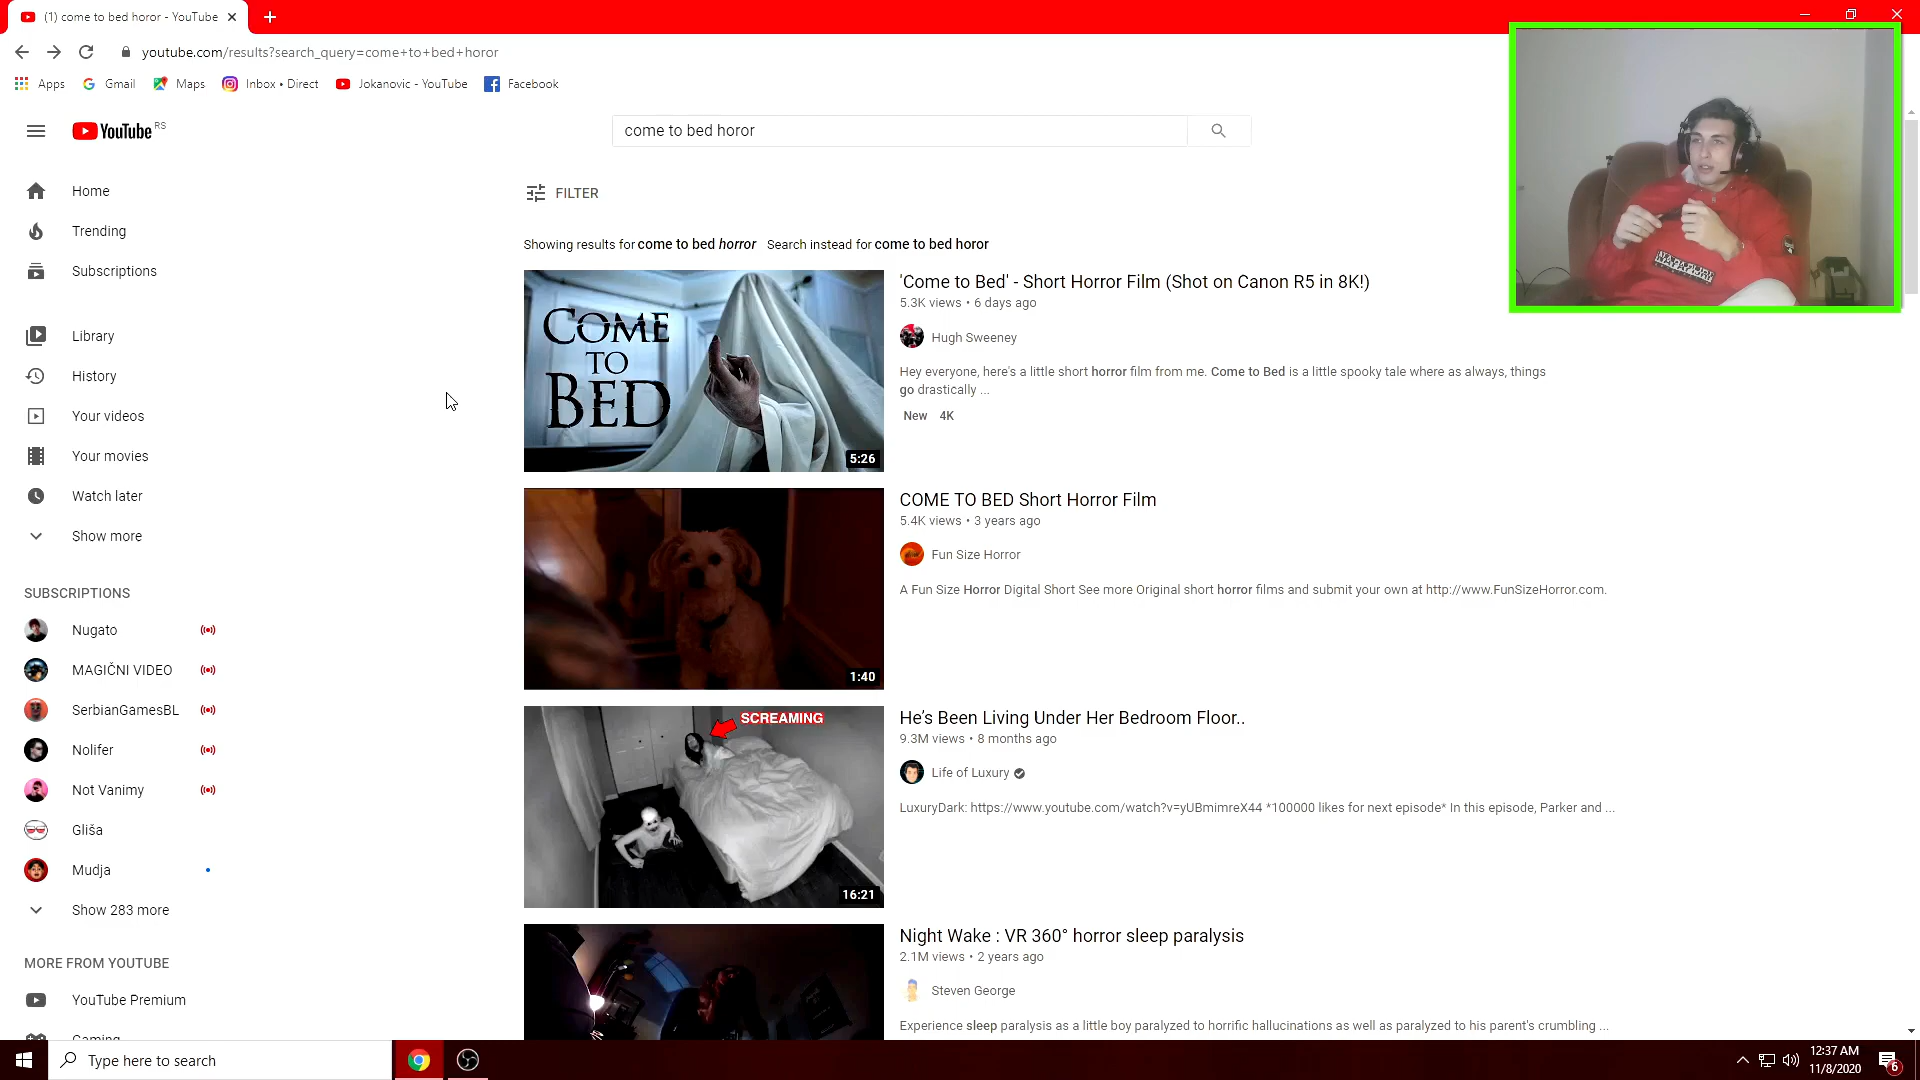 (1) come to bed horor - YouTube
youtube.com/results?search_query=come+to+bed+horor
Apps
Gmail
Maps
Inbox • Direct
Jokanovic - YouTube
Facebook
YouTube RS
come to bed horor
Home
Trending
Subscriptions
Library
History
Your videos
Your movies
Watch later
Show more
SUBSCRIPTIONS
Nugato
MAGIČNI VIDEO
SerbianGamesBL
Nolifer
Not Vanimy
Gliša
Mudja
Show 283 more
MORE FROM YOUTUBE
YouTube Premium
Gaming
FILTER
Showing results for come to bed horror Search instead for come to bed horor
COME
TO
BED
5:26
'Come to Bed' - Short Horror Film (Shot on Canon R5 in 8K!)
5.3K views • 6 days ago
Hugh Sweeney
Hey everyone, here's a little short horror film from me. Come to Bed is a little spooky tale where as always, things
go drastically ...
New 4K
1:40
COME TO BED Short Horror Film
5.4K views • 3 years ago
Fun Size Horror
A Fun Size Horror Digital Short See more Original short horror films and submit your own at http://www.FunSizeHorror.com.
SCREAMING
16:21
He’s Been Living Under Her Bedroom Floor..
9.3M views • 8 months ago
Life of Luxury
LuxuryDark: https://www.youtube.com/watch?v=yUBmimreX44 *100000 likes for next episode* In this episode, Parker and ...
Night Wake : VR 360° horror sleep paralysis
2.1M views • 2 years ago
Steven George
Experience sleep paralysis as a little boy paralyzed to horrific hallucinations as well as paralyzed to his parent's crumbling ...
Type here to search
12:37 AM
11/8/2020
6